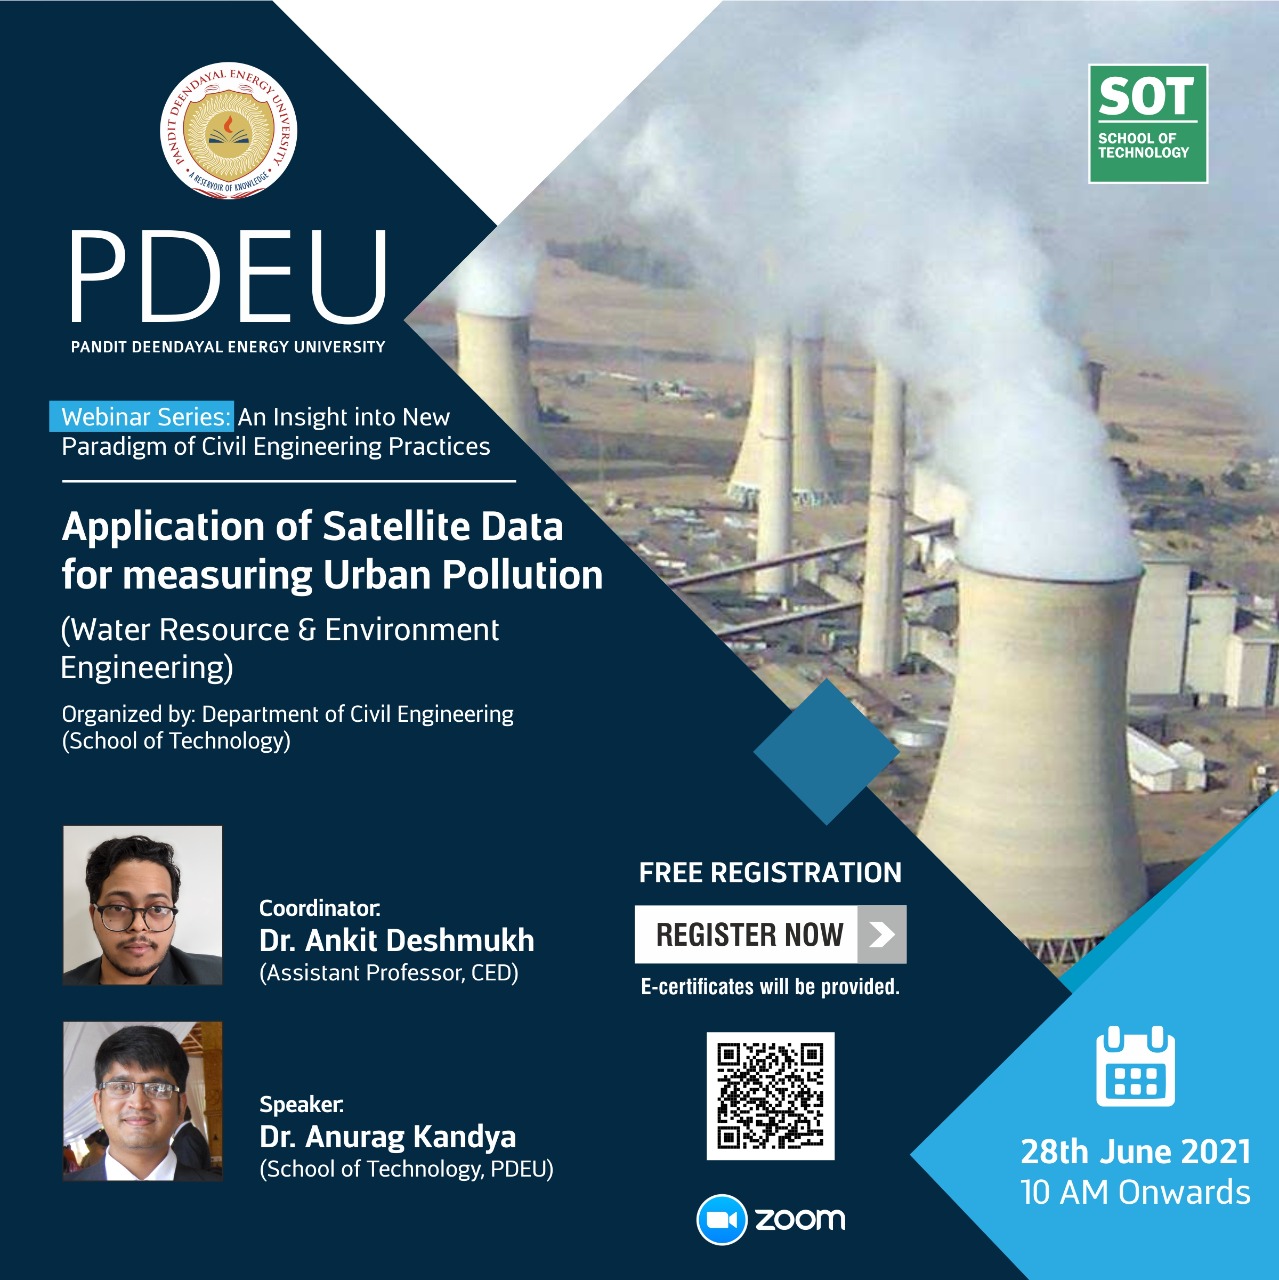 PANDIT DEENDAYAL ENERGY UNIVERSITY
• A RESERVOIR OF KNOWLEDGE •
PDEU
PANDIT DEENDAYAL ENERGY UNIVERSITY
SOT
SCHOOL OF
TECHNOLOGY
Webinar Series: An Insight into New
Paradigm of Civil Engineering Practices
Application of Satellite Data
for measuring Urban Pollution
(Water Resource & Environment
Engineering)
Organized by: Department of Civil Engineering
(School of Technology)
Coordinator:
Dr. Ankit Deshmukh
(Assistant Professor, CED)
Speaker:
Dr. Anurag Kandya
(School of Technology, PDEU)
FREE REGISTRATION
REGISTER NOW
E-certificates will be provided.
zoom
28th June 2021
10 AM Onwards